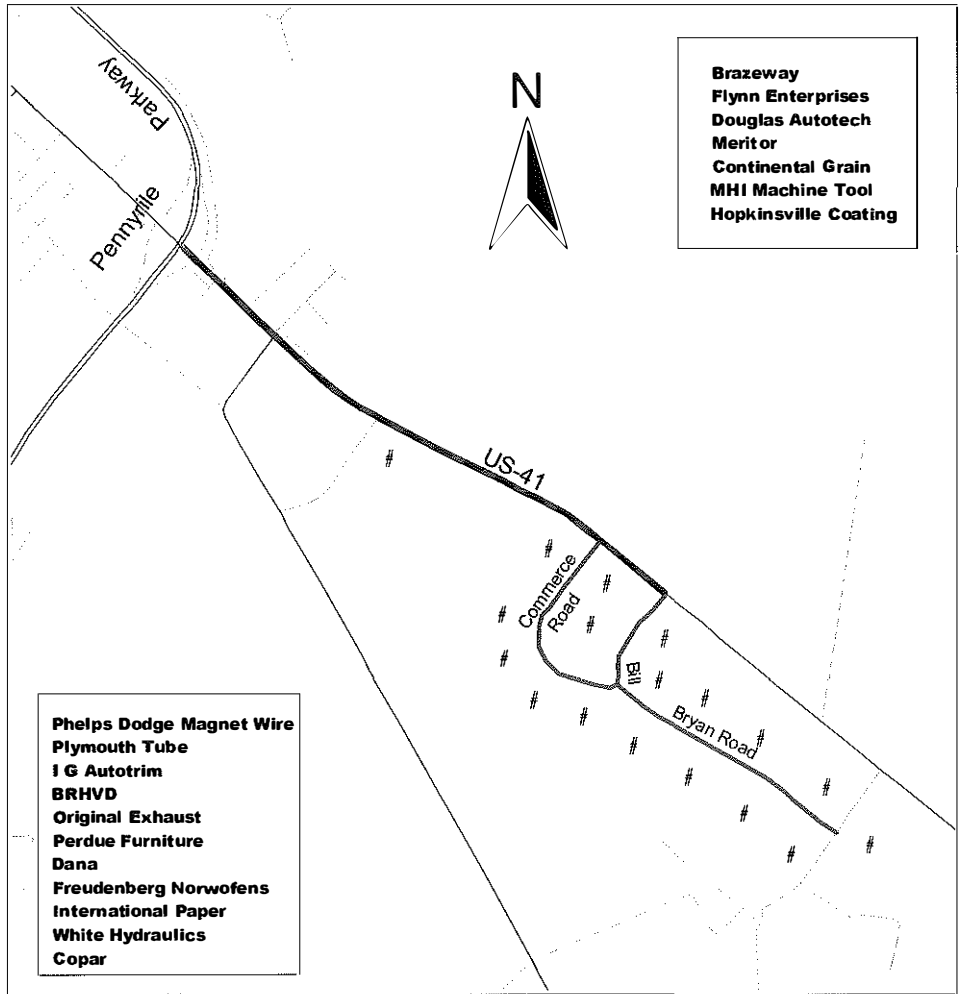 Parkway
Pennyrile
N
Brazeway
Flynn Enterprises
Douglas Autotech
Meritor
Continental Grain
MHI Machine Tool
Hopkinsville Coating
US-41
#
#
Commerce
Road
#
#
#
#
#
Bill
#
#
#
#
Bryan Road
#
#
#
#
#
#
#
#
Phelps Dodge Magnet Wire
Plymouth Tube
I G Autotrim
BRHVD
Original Exhaust
Perdue Furniture
Dana
Freudenberg Norwofens
International Paper
White Hydraulics
Copar